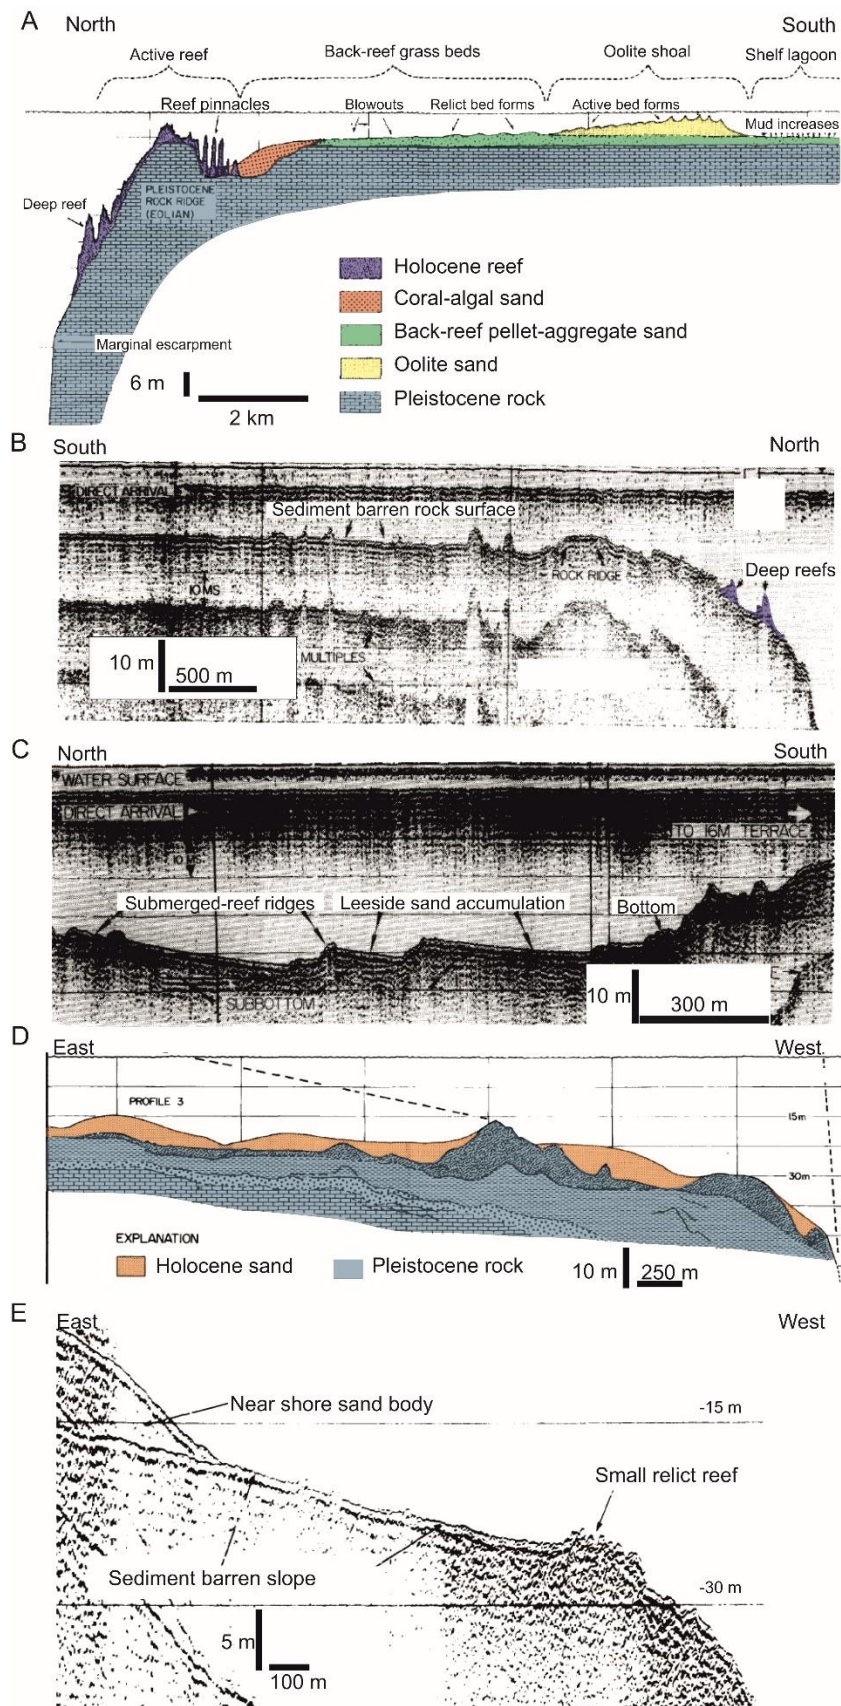 A
North
South
Active reef
Back-reef grass beds
Oolite shoal
Shelf lagoon
Reef pinnacles
Blowouts
Relict bed forms
Active bed forms
Mud increases
Deep reef
PLEISTOCENE
ROCK RIDGE
(EOLIAN)
Holocene reef
Coral-algal sand
Back-reef pellet-aggregate sand
Oolite sand
Pleistocene rock
Marginal escarpment
6 m
2 km
B
South
North
DIRECT ARRIVAL
Sediment barren rock surface
Deep reefs
ROCK RIDGE
10 MS
10 m
500 m
MULTIPLES
C
North
South
WATER SURFACE
DIRECT ARRIVAL
TO 16M TERRACE
10 MS
Submerged-reef ridges
Leeside sand accumulation
Bottom
SUBBOTTOM
10 m
300 m
E
D
East
West
PROFILE 3
15m
30m
EXPLANATION
Holocene sand
Pleistocene rock
10 m
250 m
E
East
West
Near shore sand body
-15 m
Small relict reef
Sediment barren slope
-30 m
5 m
100 m